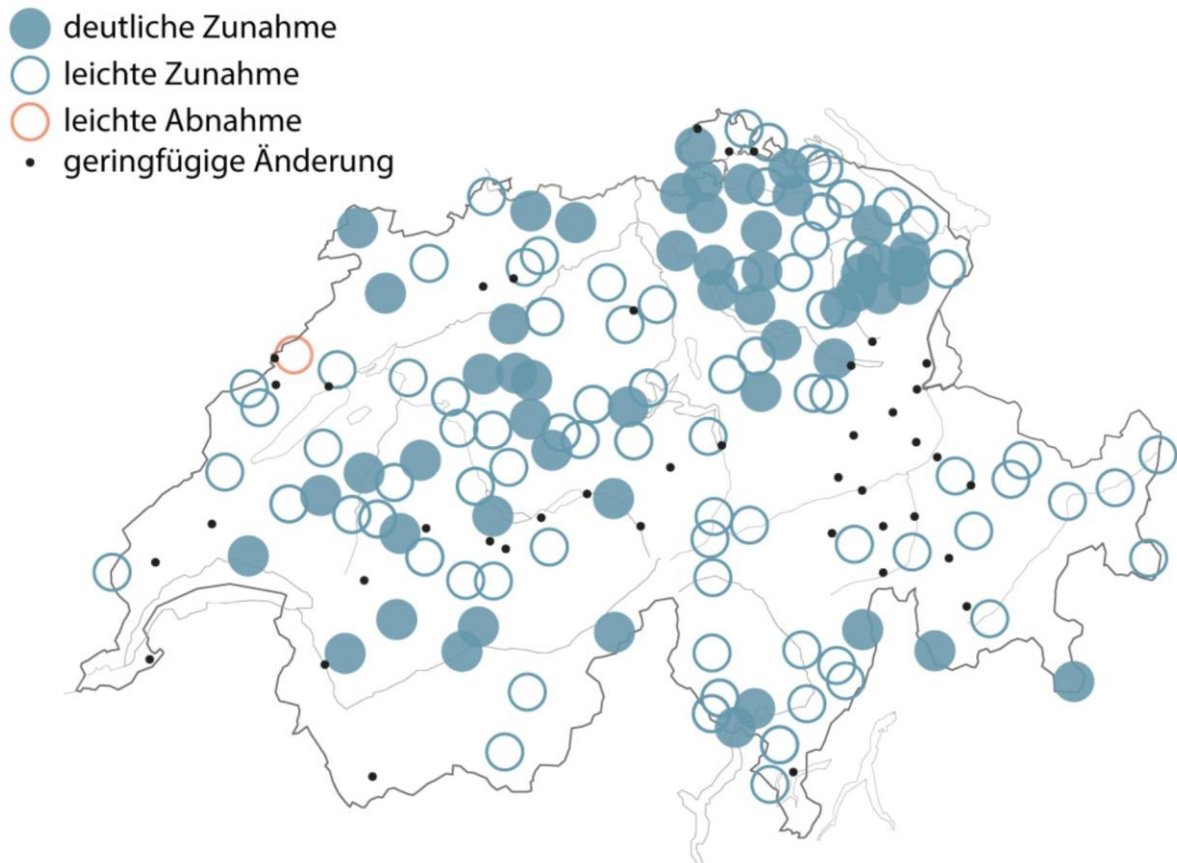 deutliche Zunahme
leichte Zunahme
leichte Abnahme
geringfügige Änderung